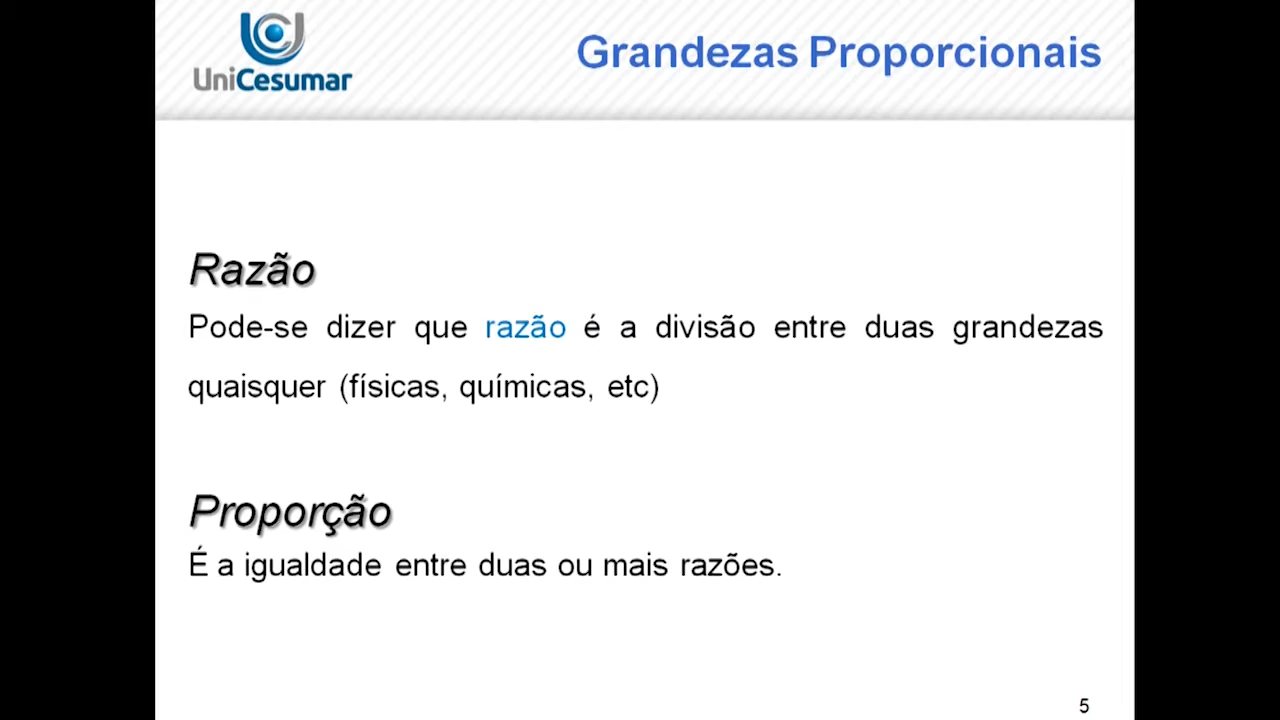 UniCesumar
Grandezas Proporcionais
Razão
Pode-se dizer que razão é a divisão entre duas grandezas
quaisquer (físicas, químicas, etc)
Proporção
É a igualdade entre duas ou mais razões.
5